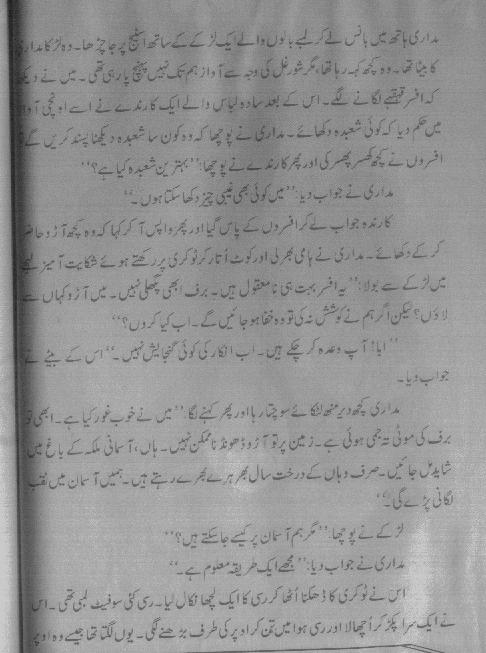 مداری ہاتھ میں بانس لے کر لمبے بالوں والے ایک لڑکے کے ساتھ اسٹیج پر جا چڑھا۔ وہ لڑکا مداری
کا بیٹا تھا۔ وہ کچھ کہہ رہا تھا، مگر شور غل کی وجہ سے آواز ہم تک نہیں پہنچ پا رہی تھی۔ میں نے دیکھا
کہ افسر قہقہے لگانے لگے۔ اس کے بعد سادہ لباس والے ایک کارندے نے اسے اونچی آواز
میں حکم دیا کہ کوئی شعبدہ دکھائے۔ مداری نے پوچھا کہ وہ کون سا شعبدہ دیکھنا پسند کریں گے؟
افسروں نے کچھ کھسر پھسر کی اور پھر کارندے نے پوچھا: ’’بہترین شعبدہ کیا ہے؟‘‘
مداری نے جواب دیا: ’’میں کوئی بھی غیبی چیز دکھا سکتا ہوں۔‘‘
کارندہ جواب لے کر افسروں کے پاس گیا اور پھر واپس آ کر کہا کہ وہ کچھ آڑو حاضر
کر کے دکھائے۔ مداری نے ہامی بھر لی اور کوٹ اُتار کر ٹوکری پر رکھتے ہوئے شکایت آمیز لہجے
میں لڑکے سے بولا: ’’یہ افسر بہت ہی نامعقول ہیں۔ برف ابھی پگھلی نہیں۔ میں آڑو کہاں سے
لاؤں؟ لیکن اگر ہم نے کوشش نہ کی تو وہ خفا ہو جائیں گے۔ اب کیا کروں؟‘‘
’’ابا! آپ وعدہ کر چکے ہیں۔ اب انکار کی کوئی گنجایش نہیں۔‘‘ اس کے بیٹے نے
جواب دیا۔
مداری کچھ دیر منھ لٹکائے سوچتا رہا اور پھر کہنے لگا: ’’میں نے خوب غور کیا ہے۔ ابھی تو
برف کی موٹی تہ جمی ہوئی ہے۔ زمین پر تو آڑو ڈھونڈنا ممکن نہیں۔ ہاں، آسمانی ملکہ کے باغ میں
شاید مل جائیں۔ صرف وہاں کے درخت سال بھر ہرے بھرے رہتے ہیں۔ ہمیں آسمان میں نقب
لگانی پڑے گی۔‘‘
لڑکے نے پوچھا: ’’مگر ہم آسمان پر کیسے جا سکتے ہیں؟‘‘
مداری نے جواب دیا: ’’مجھے ایک طریقہ معلوم ہے۔‘‘
اس نے ٹوکری کا ڈھکنا اُٹھا کر رسی کا ایک لچھا نکال لیا۔ رسی کئی سو فیٹ لمبی تھی۔ اس
نے ایک سرا پکڑ کر اُچھالا اور رسی ہوا میں تن کر اوپر کی طرف بڑھنے لگی۔ یوں لگتا تھا جیسے وہ اوپر